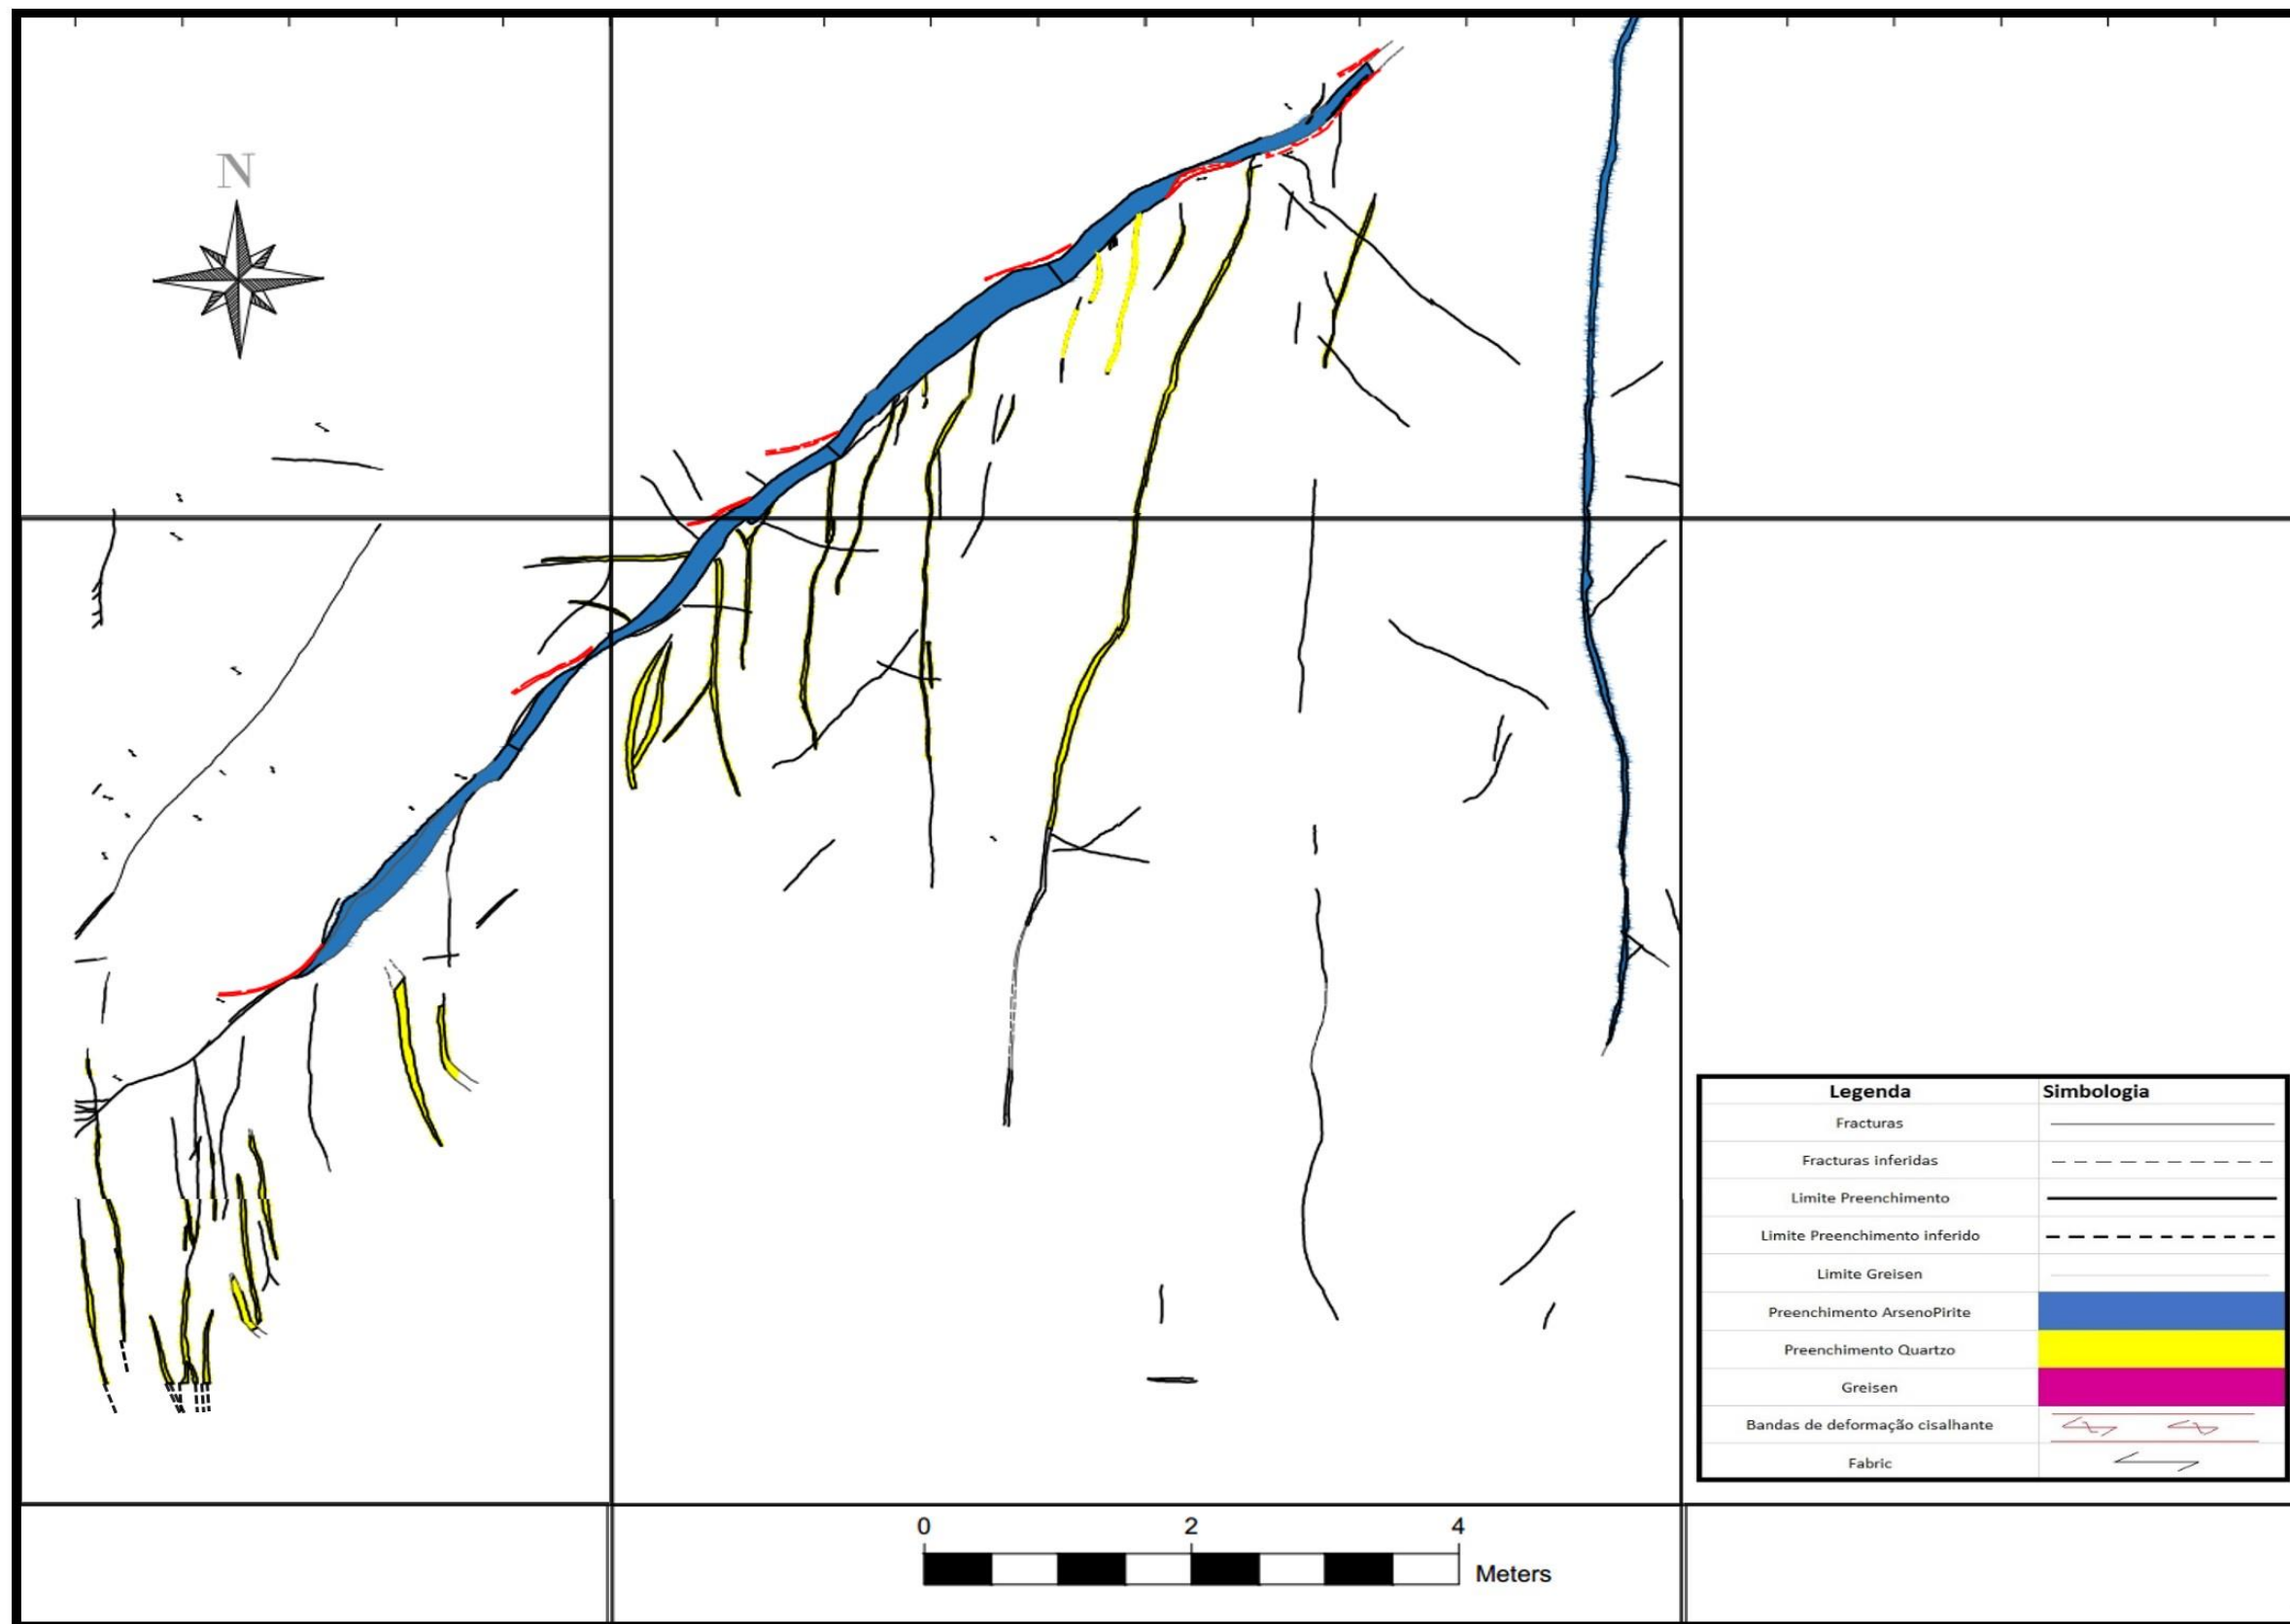 N
Legenda Simbologia
Fracturas
Fracturas inferidas
Limite Preenchimento
Limite Preenchimento inferido
Limite Greisen
Preenchimento ArsenoPirite
Preenchimento Quartzo
Greisen
Bandas de deformação cisalhante
Fabric
0 2 4
Meters